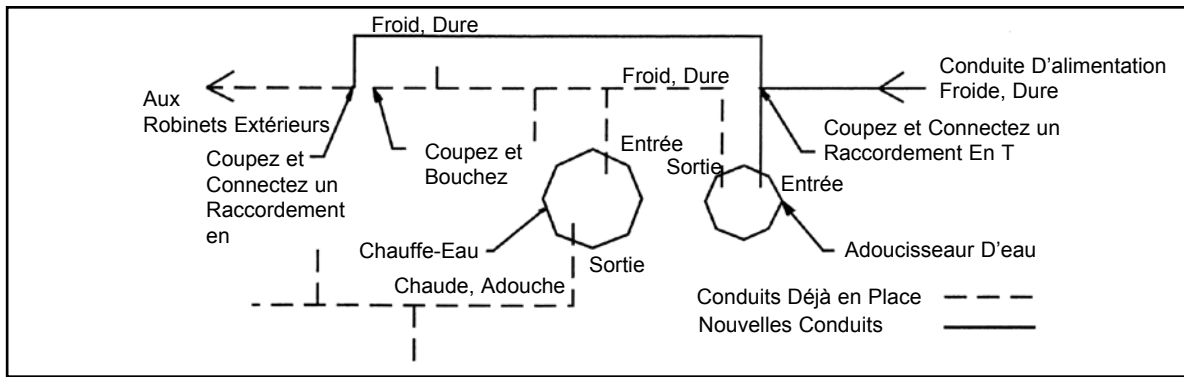 Froid, Dure
Froid, Dure
Conduite D’alimentation
Froide, Dure
Aux
Robinets Extérieurs
Coupez et
Connectez un
Raccordement
en
Coupez et
Bouchez
Entrée
Sortie
Entrée
Coupez et Connectez un
Raccordement En T
Chauffe-Eau
Sortie
Adoucisseaur D’eau
Chaude, Adouche
Conduits Déjà en Place
Nouvelles Conduits